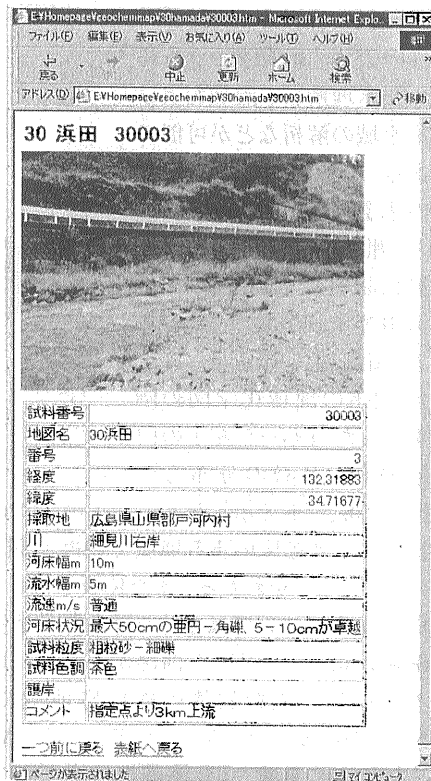 E:¥Homepage¥geochemmap¥30hamada¥30003.htm - Microsoft Internet Explo...
ファイル(F) 編集(E) 表示(V) お気に入り(A) ツール(T) ヘルプ(H)
戻る 中止 更新 ホーム 検索
アドレス(D) E:¥Homepage¥geochemmap¥30hamada¥30003.htm 移動
30 浜田 30003
試料番号 30003
地図名 30浜田
番号 3
経度 132.31883
緯度 34.71677
採取地 広島県山県郡戸河内村
川 細見川右岸
河床幅m 10m
流水幅m 5m
流速m/s 普通
河床状況 最大50cmの亜円-角礫、5-10cmが卓越
試料粒度 粗粒砂-細礫
試料色調 茶色
護岸
コメント 指定点より3km上流
一つ前に戻る 表紙へ戻る
ページが表示されました マイ コンピュータ